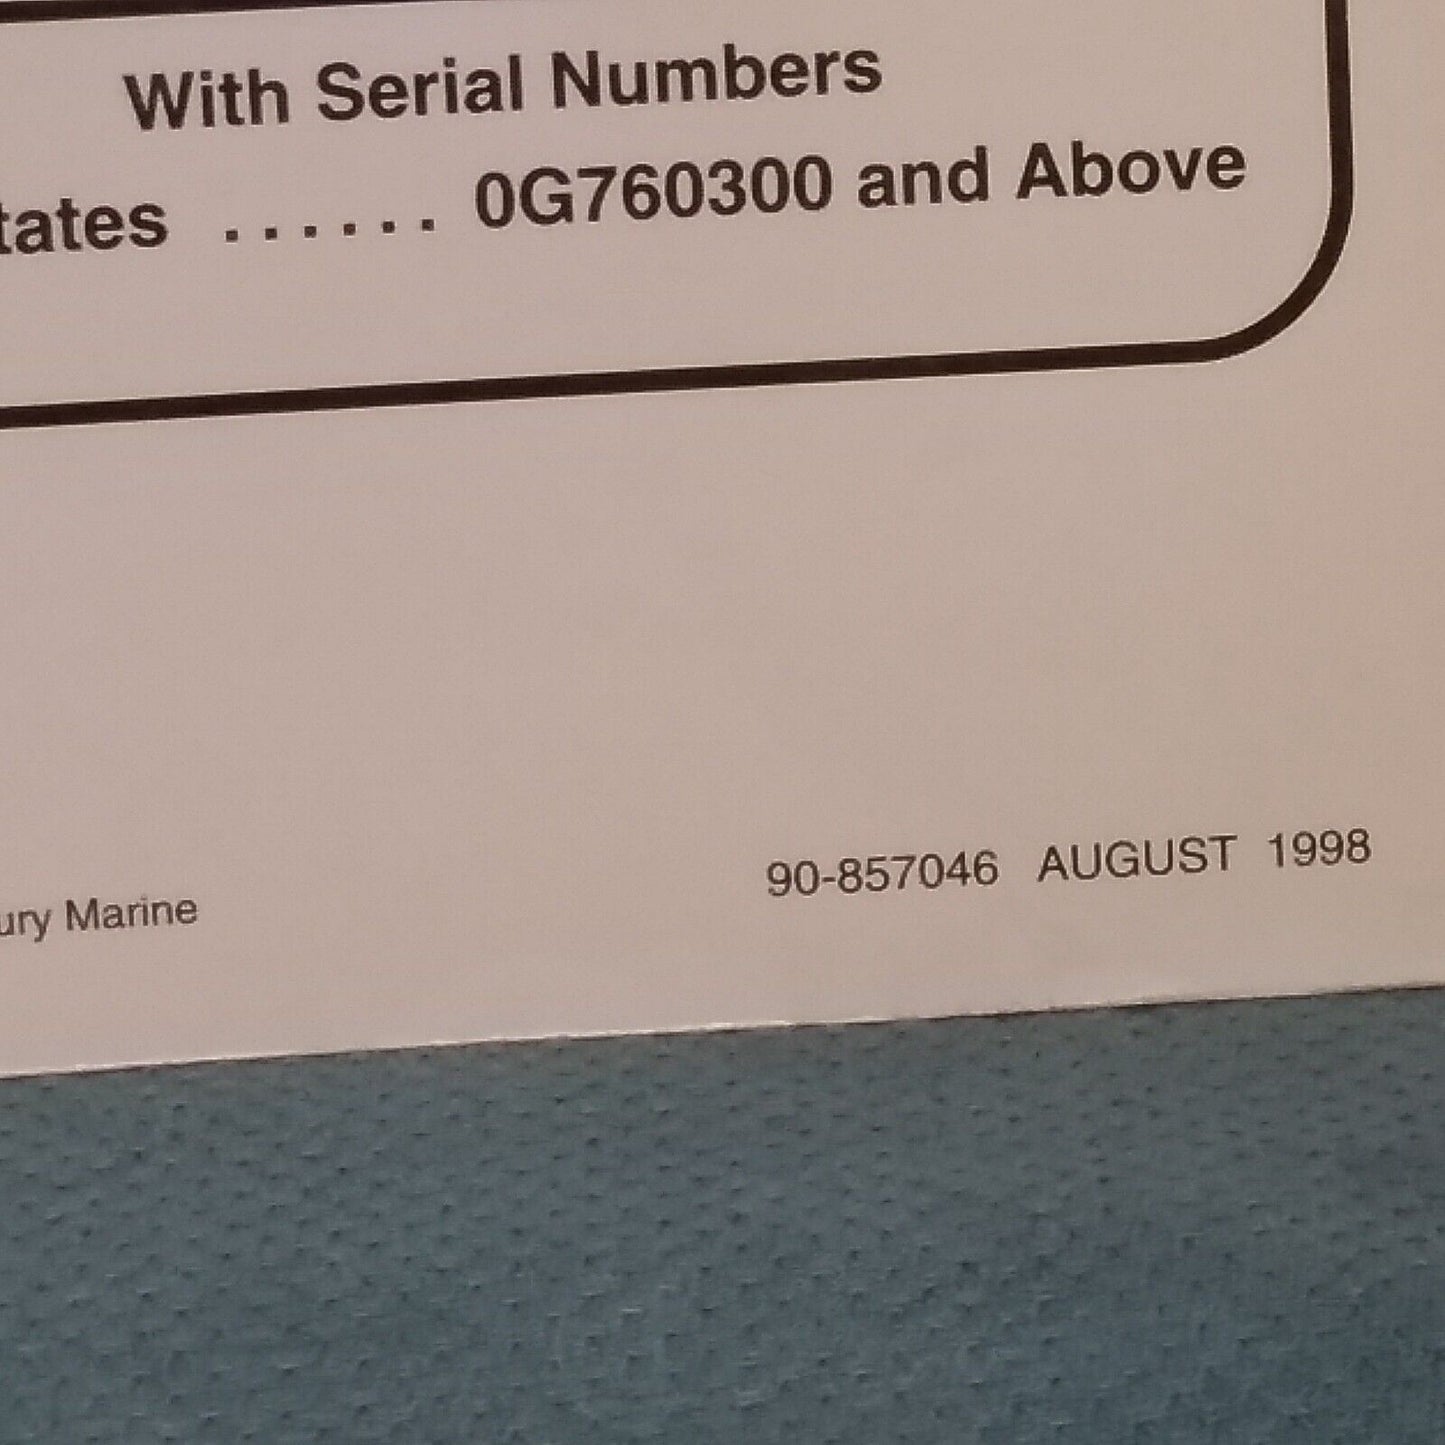 With Serial Numbers
tates ...... 0G760300 and Above
ury Marine
90-857046 AUGUST 1998